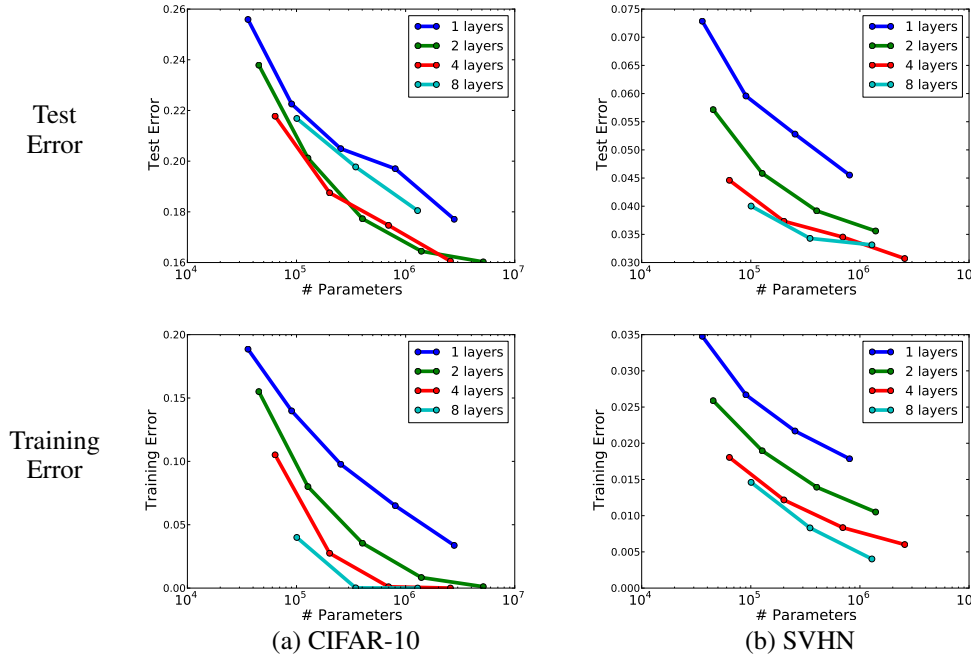 Test
Error
0.26
0.24
0.22
0.20
0.18
0.16
Test Error
10^4
10^5
10^6
10^7
# Parameters
1 layers
2 layers
4 layers
8 layers
0.075
0.070
0.065
0.060
0.055
0.050
0.045
0.040
0.035
0.030
Test Error
10^4
10^5
10^6
# Parameters
1 layers
2 layers
4 layers
8 layers
Training
Error
0.20
0.15
0.10
0.05
0.00
Training Error
10^4
10^5
10^6
10^7
# Parameters
1 layers
2 layers
4 layers
8 layers
0.035
0.030
0.025
0.020
0.015
0.010
0.005
0.000
Training Error
10^4
10^5
10^6
# Parameters
1 layers
2 layers
4 layers
8 layers
(a) CIFAR-10
(b) SVHN